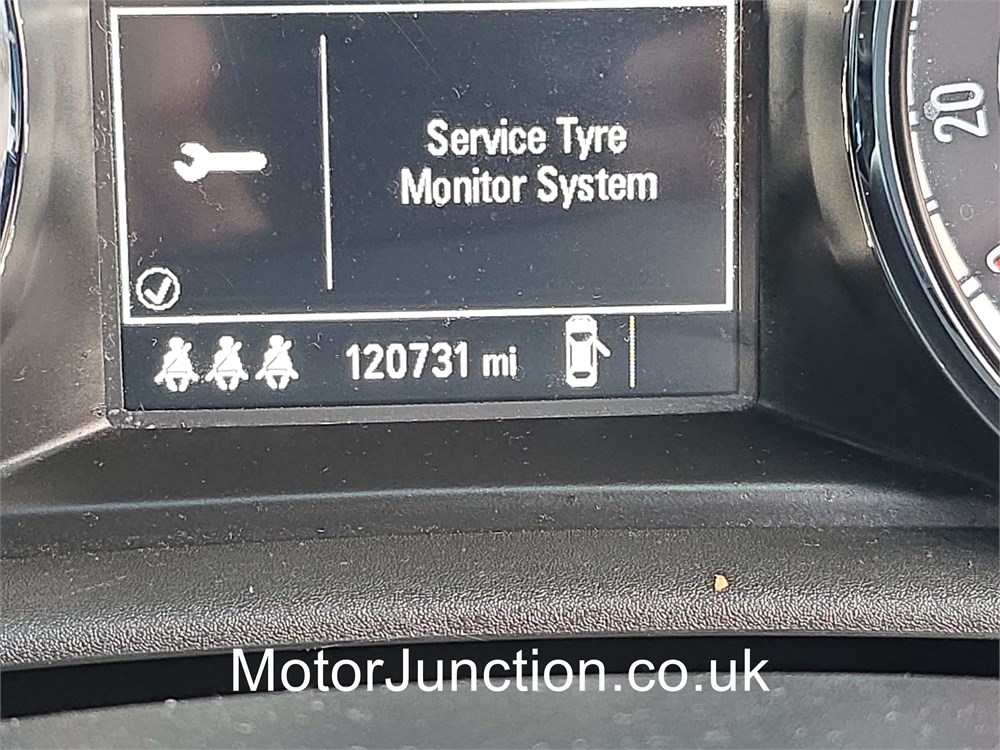 20
Service Tyre
Monitor System
120731 mi
MotorJunction.co.uk